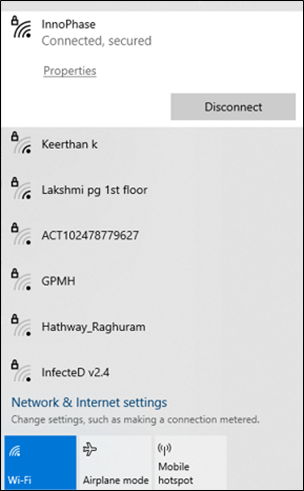 InnoPhase
Connected, secured
Properties
Disconnect
Keerthan k
Lakshmi pg 1st floor
ACT102478779627
GPMH
Hathway_Raghuram
InfecteD v2.4
Network & Internet settings
Change settings, such as making a connection metered.
Wi-Fi
Airplane mode
Mobile
hotspot